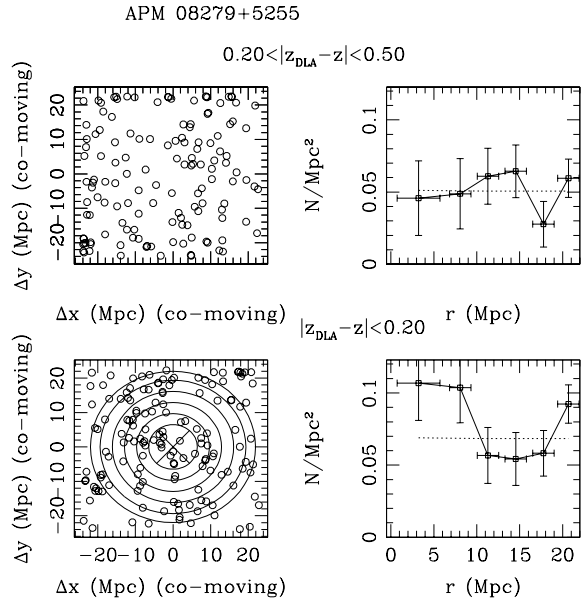 APM 08279+5255
0.20<|z_DLA−z|<0.50
Δy (Mpc) (co−moving)
20
10
0
−10
−20
Δx (Mpc) (co−moving)
N/Mpc²
0.1
0.05
0
r (Mpc)
|z_DLA−z|<0.20
Δy (Mpc) (co−moving)
20
10
0
−10
−20
−20 −10 0 10 20
Δx (Mpc) (co−moving)
N/Mpc²
0.1
0.05
0
0 5 10 15 20
r (Mpc)